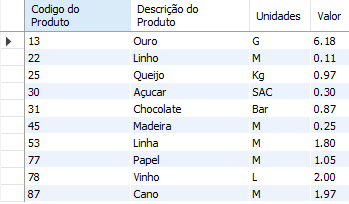 Codigo do Produto Descrição do Produto Unidades Valor
13 Ouro G 6.18
22 Linho M 0.11
25 Queijo Kg 0.97
30 Açucar SAC 0.30
31 Chocolate Bar 0.87
45 Madeira M 0.25
53 Linha M 1.80
77 Papel M 1.05
78 Vinho L 2.00
87 Cano M 1.97